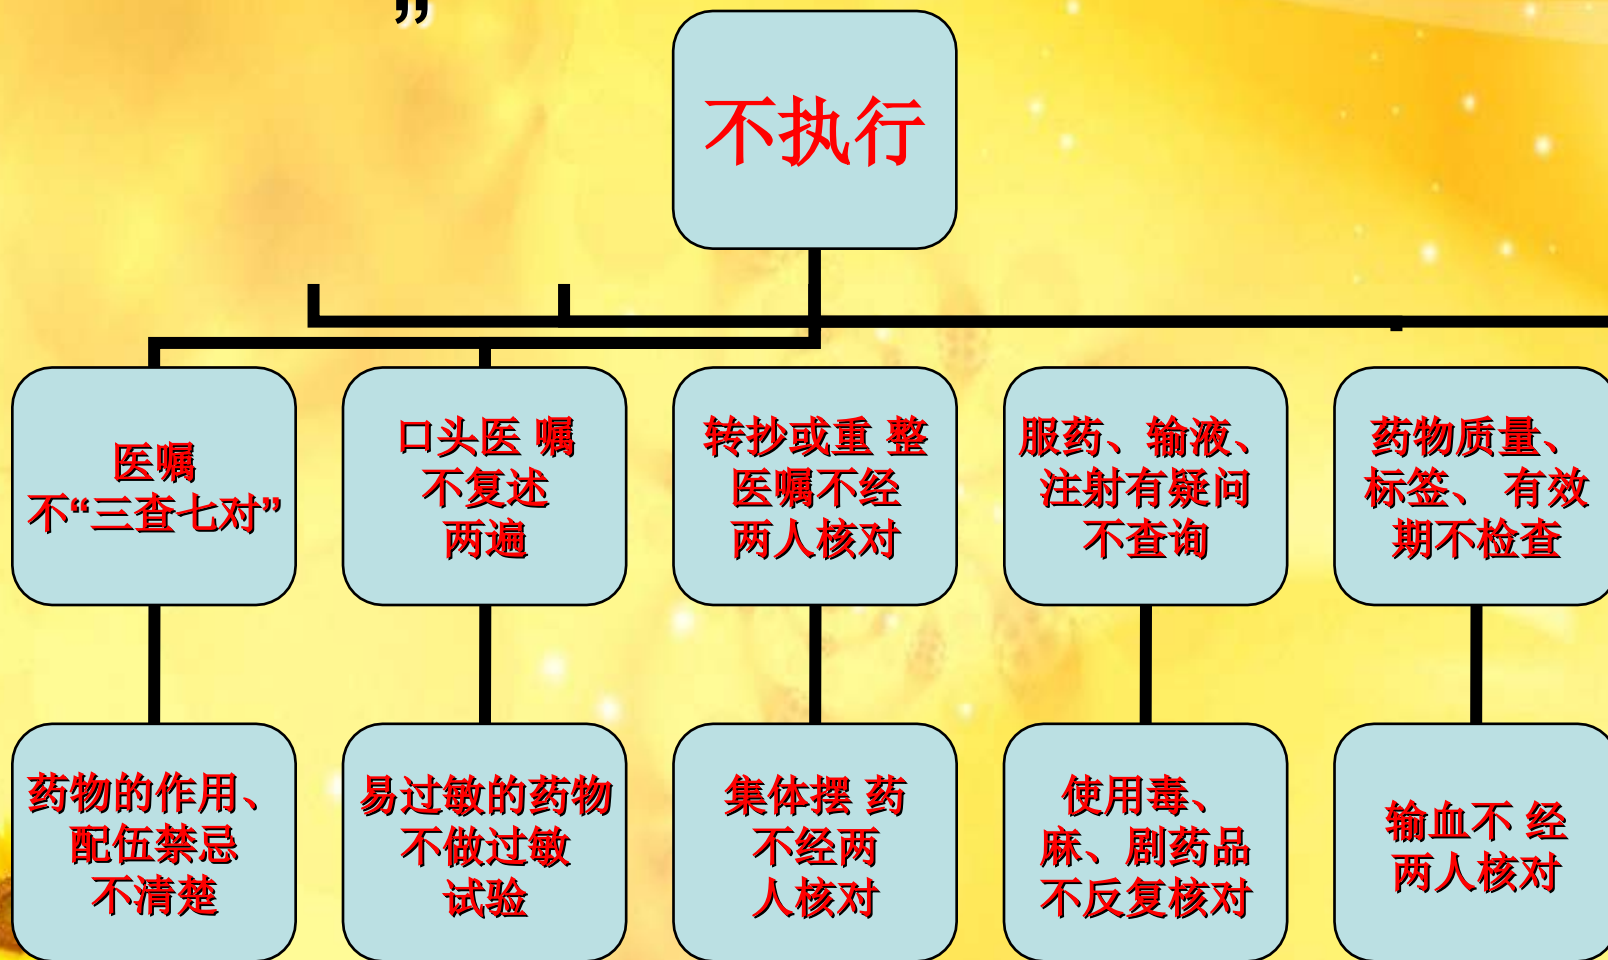 ”
不执行
医嘱
不“三查七对”
口头医 嘱
不复述
两遍
转抄或重 整
医嘱不经
两人核对
服药、输液、
注射有疑问
不查询
药物质量、
标签、 有效
期不检查
药物的作用、
配伍禁忌
不清楚
易过敏的药物
不做过敏
试验
集体摆 药
不经两
人核对
使用毒、
麻、剧药品
不反复核对
输血不 经
两人核对